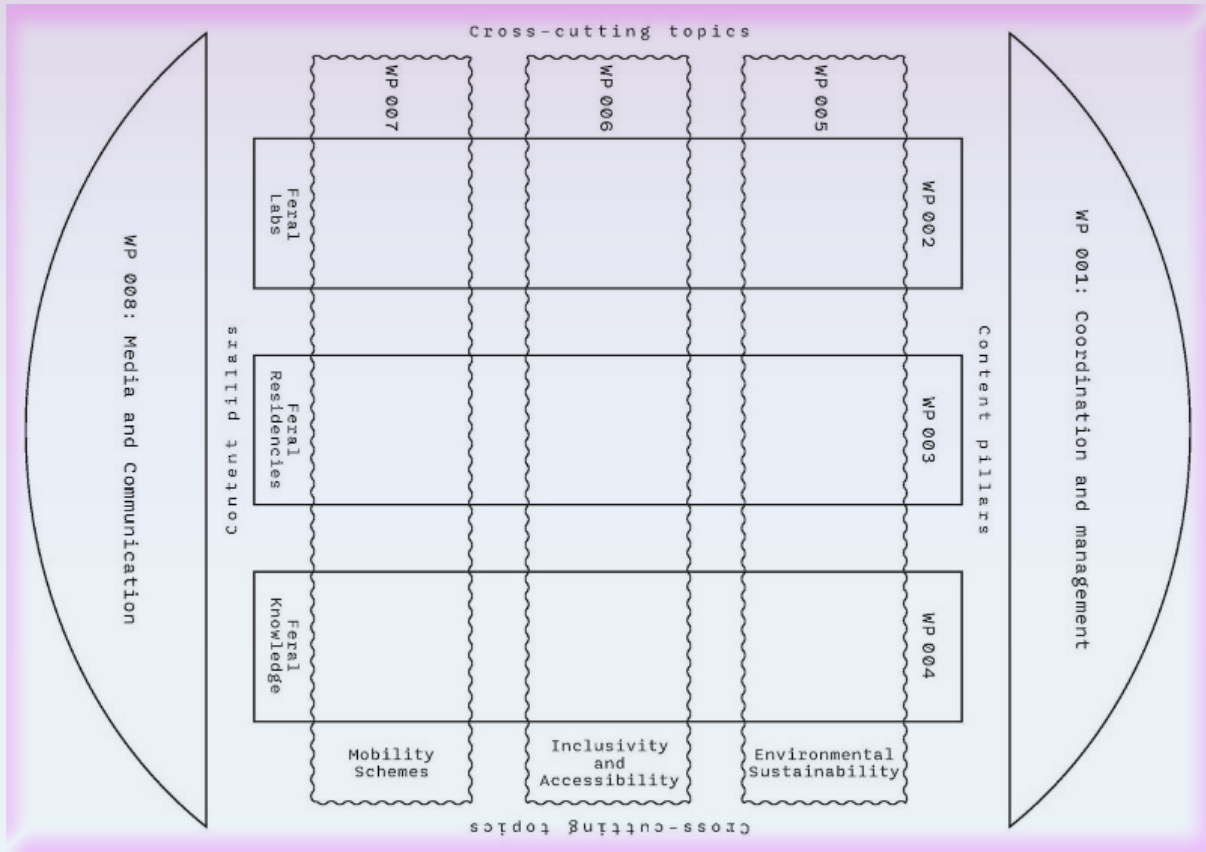 Cross-cutting topics
WP 007
WP 006
WP 005
WP 001: Coordination and management
Content pillars
WP 002
WP 003
WP 004
Feral
Labs
Feral
Residencies
Feral
Knowledge
Content pillars
WP 008: Media and Communication
Mobility
Schemes
Inclusivity
and
Accessibility
Environmental
Sustainability
Cross-cutting topics